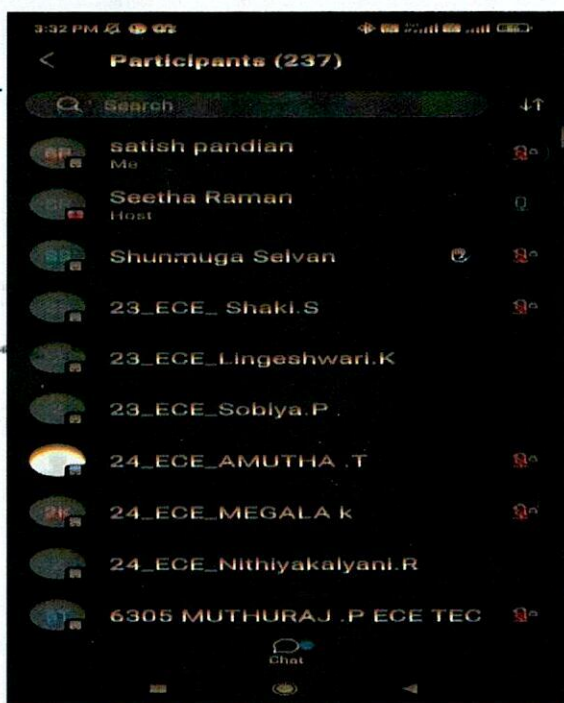 3:32 PM
Participants (237)
Search
satish pandian
Me
Seetha Raman
Host
Shunmuga Selvan
23_ECE_ Shaki.S
23_ECE_Lingeshwari.K
23_ECE_Sobiya.P
24_ECE_AMUTHA .T
24_ECE_MEGALA k
24_ECE_Nithiyakalyani.R
6305 MUTHURAJ .P ECE TEC
Chat